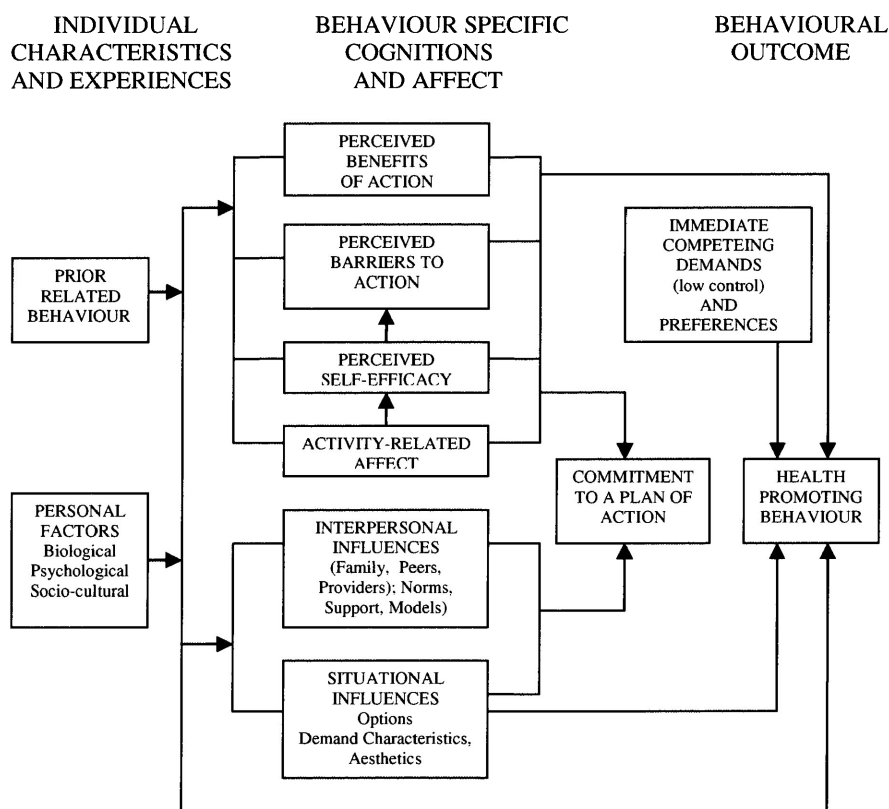 INDIVIDUAL
CHARACTERISTICS
AND EXPERIENCES
BEHAVIOUR SPECIFIC
COGNITIONS
AND AFFECT
BEHAVIOURAL
OUTCOME
PERCEIVED
BENEFITS
OF ACTION
PERCEIVED
BARRIERS TO
ACTION
PERCEIVED
SELF-EFFICACY
ACTIVITY-RELATED
AFFECT
PRIOR
RELATED
BEHAVIOUR
IMMEDIATE
COMPETEING
DEMANDS
(low control)
AND
PREFERENCES
PERSONAL
FACTORS
Biological
Psychological
Socio-cultural
INTERPERSONAL
INFLUENCES
(Family, Peers,
Providers); Norms,
Support, Models)
COMMITMENT
TO A PLAN OF
ACTION
HEALTH
PROMOTING
BEHAVIOUR
SITUATIONAL
INFLUENCES
Options
Demand Characteristics,
Aesthetics